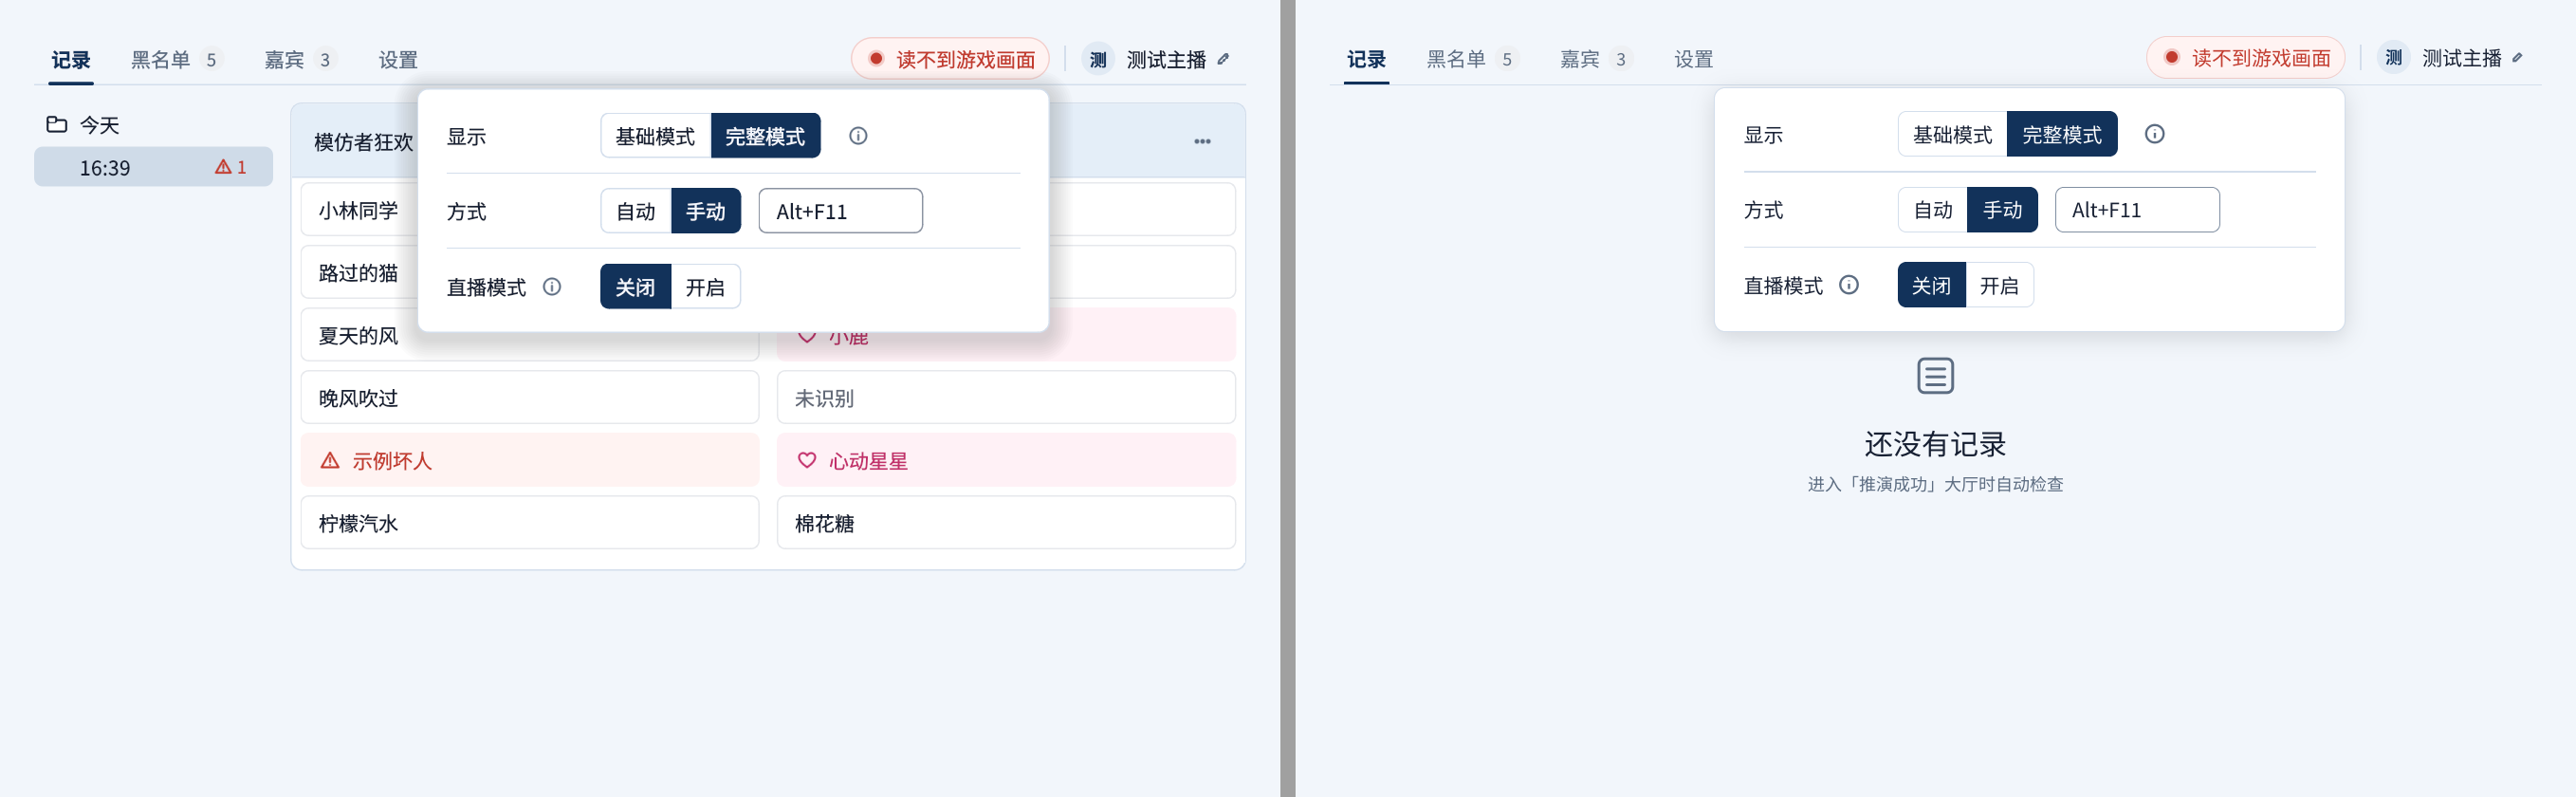 记录 黑名单 5 嘉宾 3 设置 读不到游戏画面 测 测试主播
今天
16:39 1
模仿者狂欢
显示 基础模式 完整模式
方式 自动 手动 Alt+F11
直播模式 关闭 开启
小林同学
路过的猫
夏天的风 小鹿
晚风吹过 未识别
示例坏人 心动星星
柠檬汽水 棉花糖
记录 黑名单 5 嘉宾 3 设置 读不到游戏画面 测 测试主播
显示 基础模式 完整模式
方式 自动 手动 Alt+F11
直播模式 关闭 开启
还没有记录
进入「推演成功」大厅时自动检查